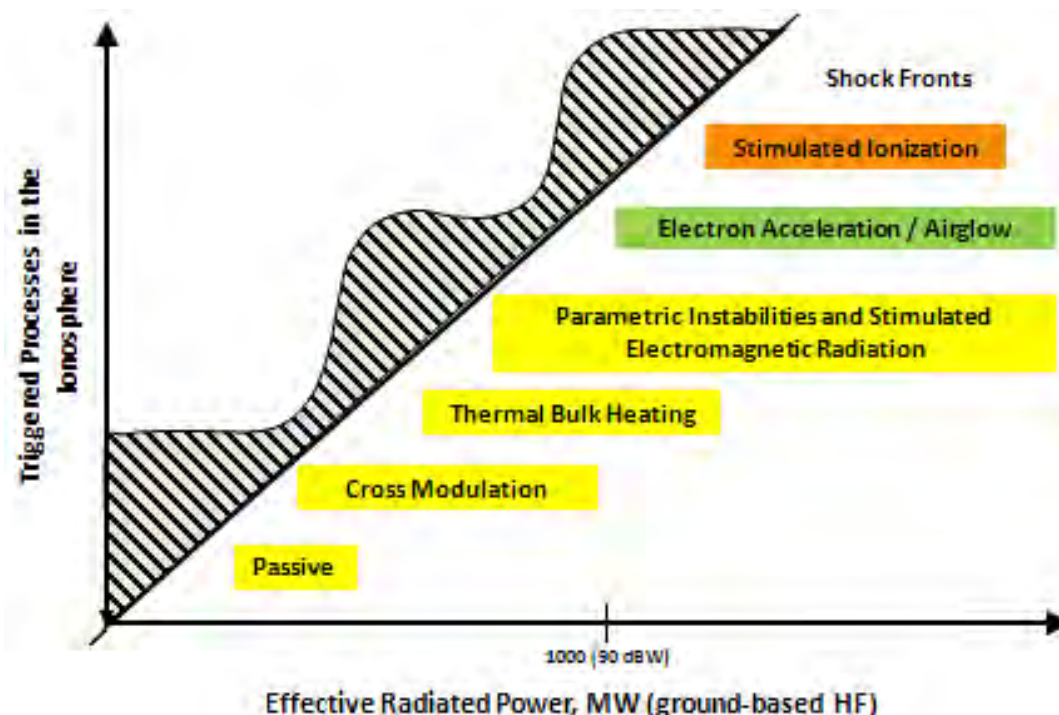 Triggered Processes in the
Ionosphere
Shock Fronts
Stimulated Ionization
Electron Acceleration / Airglow
Parametric Instabilities and Stimulated
Electromagnetic Radiation
Thermal Bulk Heating
Cross Modulation
Passive
1000 (90 dBW)
Effective Radiated Power, MW (ground-based HF)